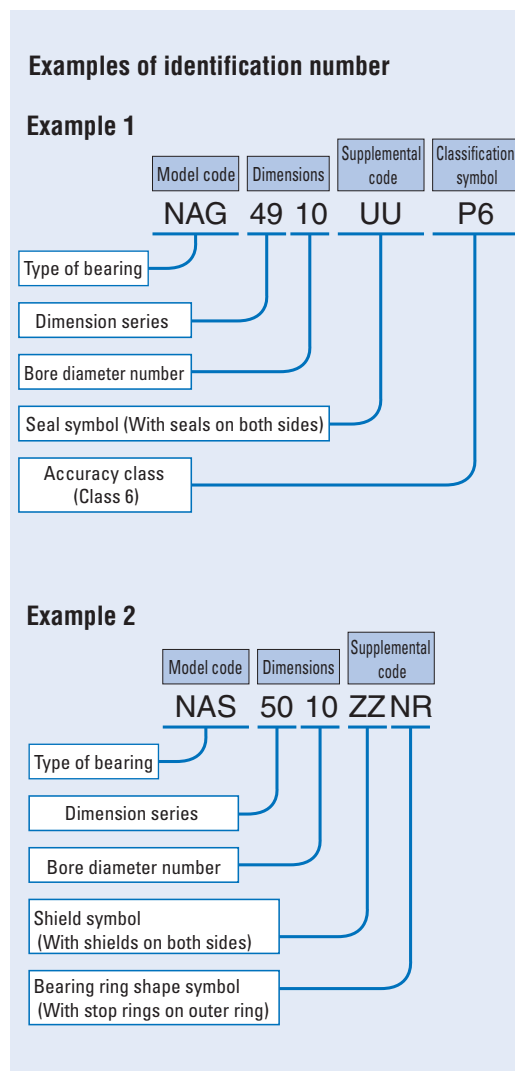 Examples of identification number
Example 1
Model code Dimensions Supplemental code Classification symbol
NAG 49 10 UU P6
Type of bearing
Dimension series
Bore diameter number
Seal symbol (With seals on both sides)
Accuracy class
(Class 6)
Example 2
Model code Dimensions Supplemental code
NAS 50 10 ZZ NR
Type of bearing
Dimension series
Bore diameter number
Shield symbol
(With shields on both sides)
Bearing ring shape symbol
(With stop rings on outer ring)